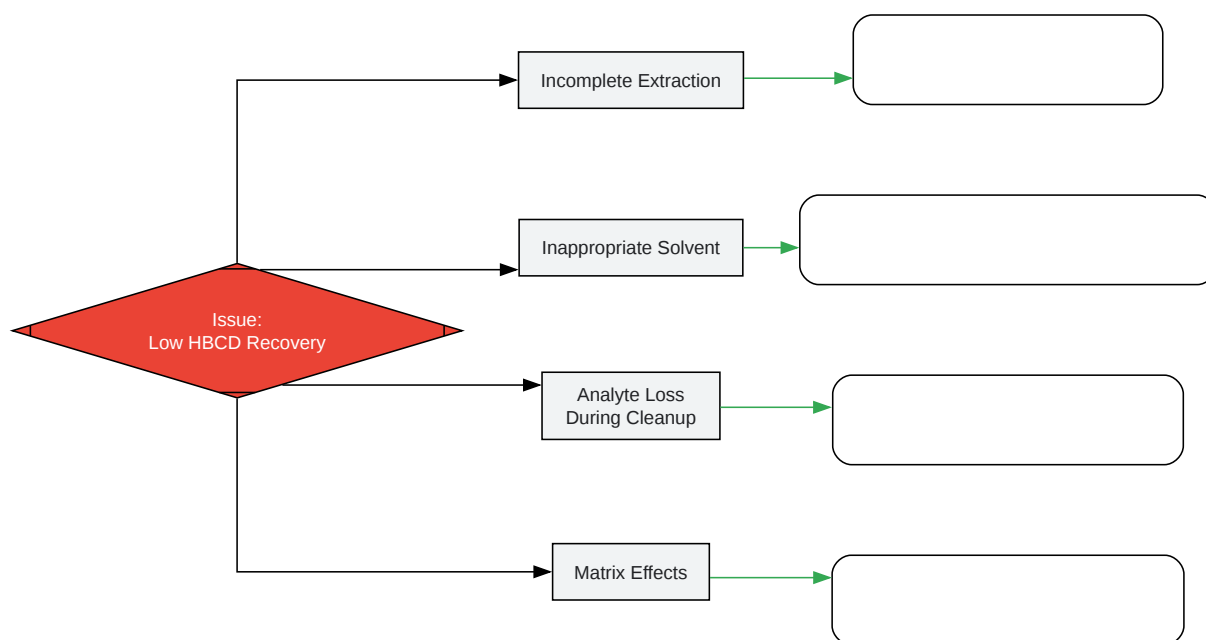 Incomplete Extraction
Inappropriate Solvent
Issue:
Low HBCD Recovery
Analyte Loss
During Cleanup
Matrix Effects